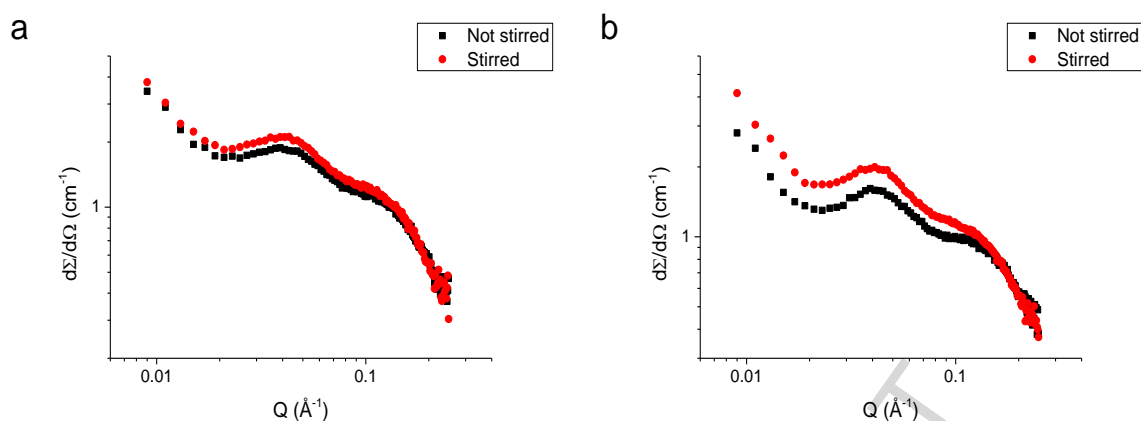 a
Not stirred
Stirred
dΣ/dΩ (cm⁻¹)
1
0.01
0.1
Q (Å⁻¹)
b
Not stirred
Stirred
dΣ/dΩ (cm⁻¹)
1
0.01
0.1
Q (Å⁻¹)
T